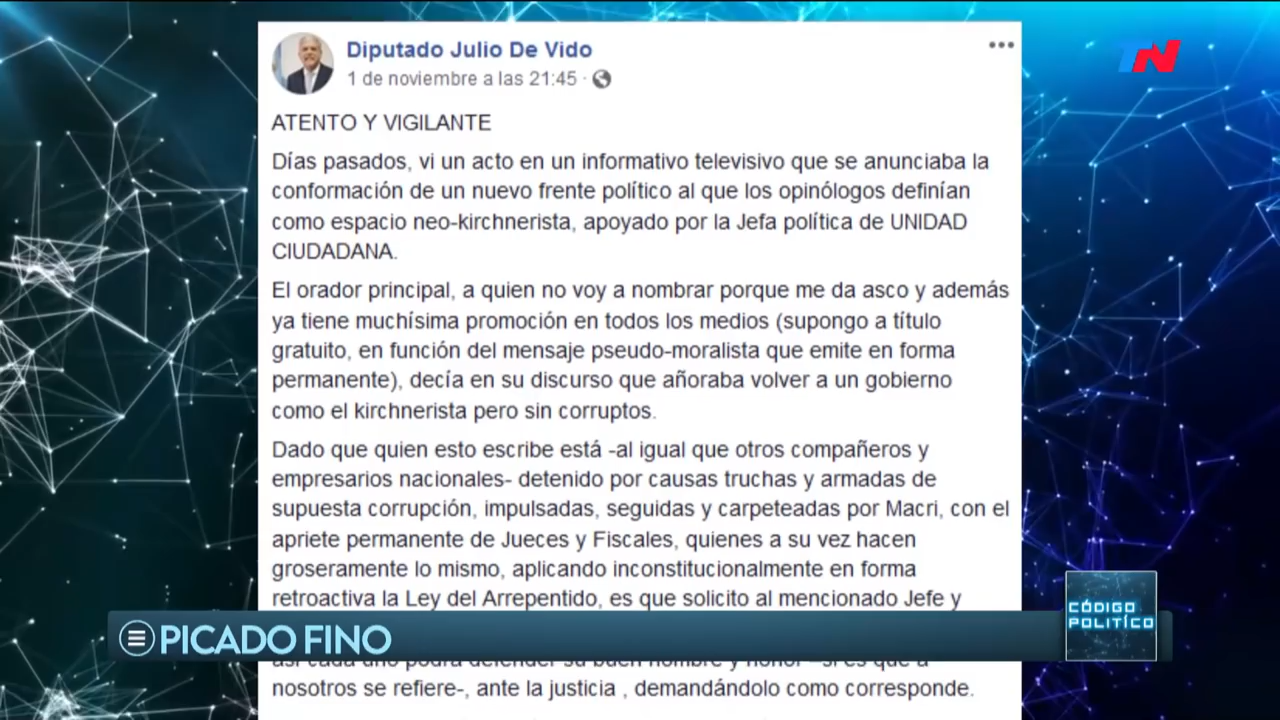 Diputado Julio De Vido
1 de noviembre a las 21:45 ·
TN
ATENTO Y VIGILANTE
Días pasados, vi un acto en un informativo televisivo que se anunciaba la
conformación de un nuevo frente político al que los opinólogos definían
como espacio neo-kirchnerista, apoyado por la Jefa política de UNIDAD
CIUDADANA.
El orador principal, a quien no voy a nombrar porque me da asco y además
ya tiene muchísima promoción en todos los medios (supongo a título
gratuito, en función del mensaje pseudo-moralista que emite en forma
permanente), decía en su discurso que añoraba volver a un gobierno
como el kirchnerista pero sin corruptos.
Dado que quien esto escribe está -al igual que otros compañeros y
empresarios nacionales- detenido por causas truchas y armadas de
supuesta corrupción, impulsadas, seguidas y carpeteadas por Macri, con el
apriete permanente de Jueces y Fiscales, quienes a su vez hacen
groseramente lo mismo, aplicando inconstitucionalmente en forma
retroactiva la Ley del Arrepentido, es que solicito al mencionado Jefe y
PICADO FINO
CÓDIGO
POLITÍCO
así cada uno podrá defender su buen nombre y honor -si es que a
nosotros se refiere-, ante la justicia , demandándolo como corresponde.